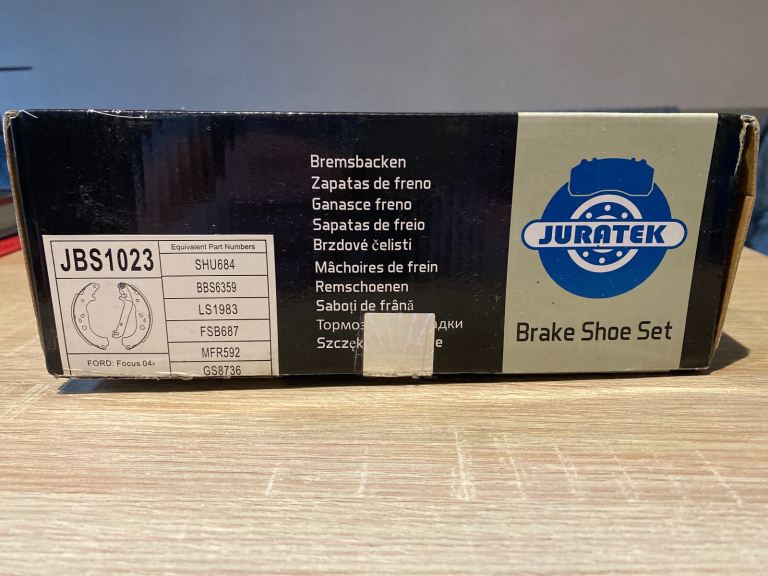 JBS1023
FORD: Focus 04-
Equivalent Part Numbers
SHU684
BBS6359
LS1983
FSB687
MFR592
GS8736
Bremsbacken
Zapatas de freno
Ganasce freno
Sapatas de freio
Brzdové čelisti
Mâchoires de frein
Remschoenen
Saboți de frână
JURATEK
Brake Shoe Set